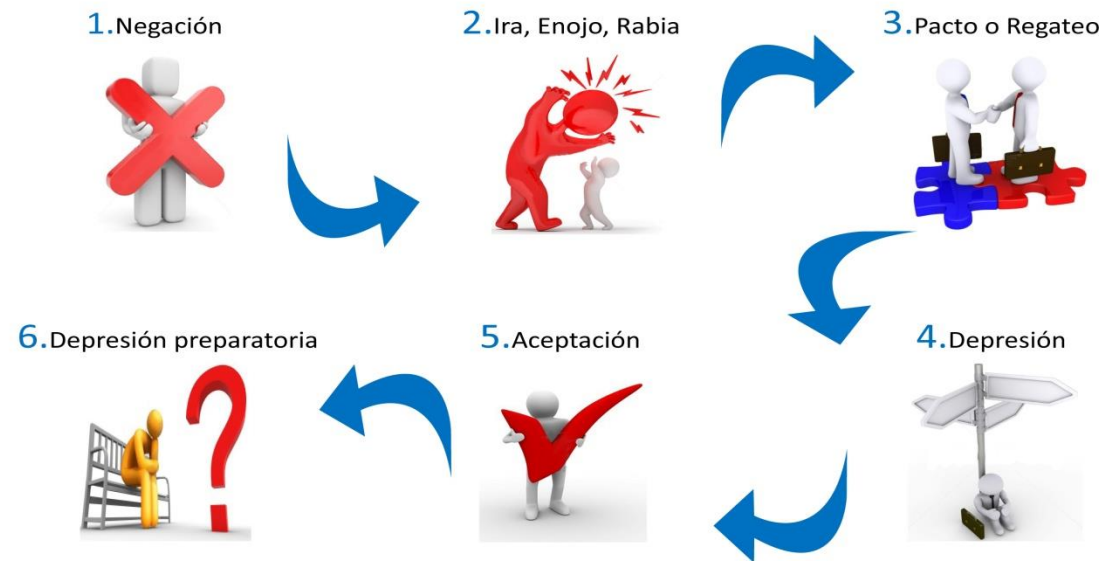 1.Negación
2.Ira, Enojo, Rabia
3.Pacto o Regateo
4.Depresión
5.Aceptación
6.Depresión preparatoria